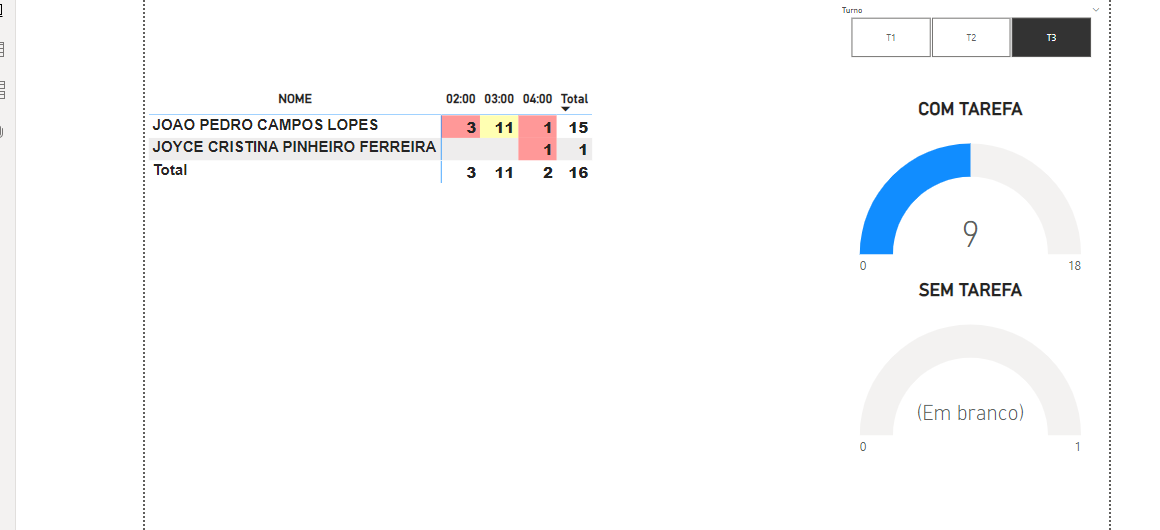 Turno
T1 T2 T3
NOME 02:00 03:00 04:00 Total
JOAO PEDRO CAMPOS LOPES 3 11 1 15
JOYCE CRISTINA PINHEIRO FERREIRA 1 1
Total 3 11 2 16
COM TAREFA
9
0 18
SEM TAREFA
(Em branco)
0 1